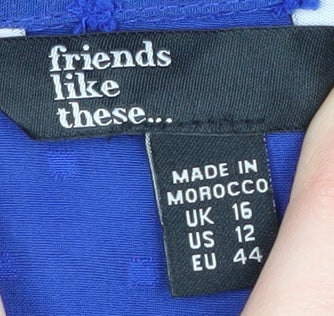 friends
like
these...
MADE IN
MOROCCO
UK 16
US 12
EU 44